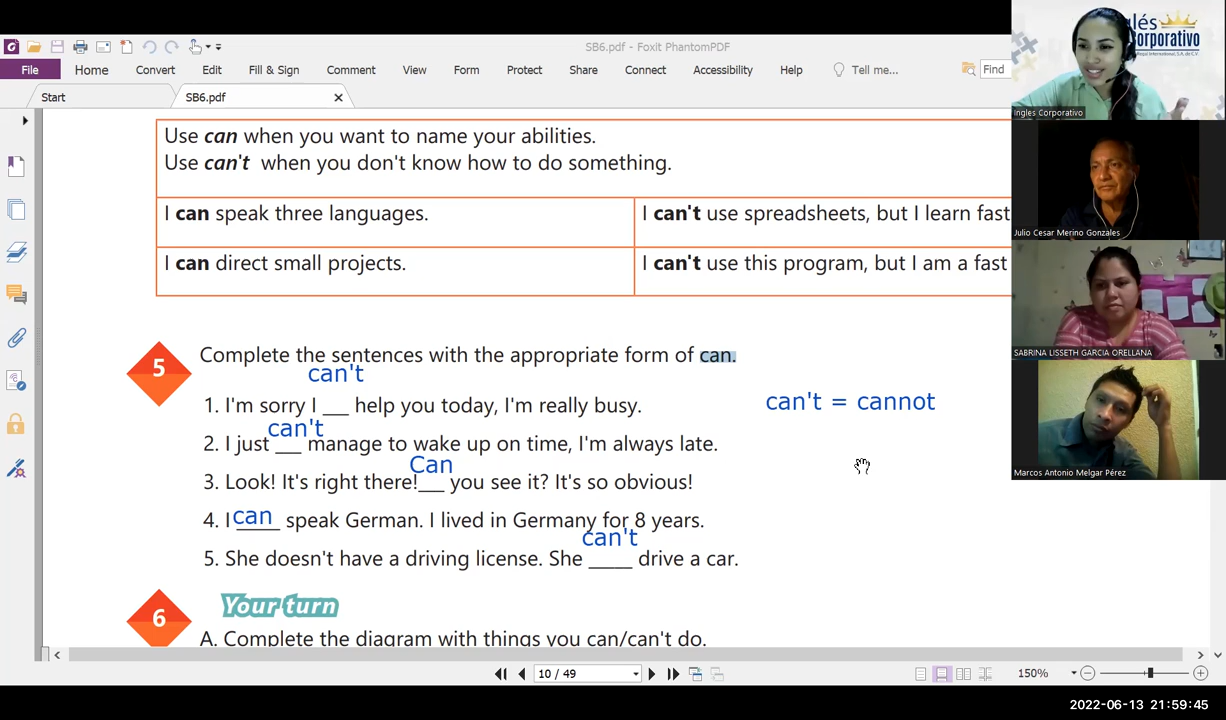 SB6.pdf - Foxit PhantomPDF
File Home Convert Edit Fill & Sign Comment View Form Protect Share Connect Accessibility Help Tell me... Find
Start SB6.pdf
Use can when you want to name your abilities.
Use can't when you don't know how to do something.
I can speak three languages. I can't use spreadsheets, but I learn fast
I can direct small projects. I can't use this program, but I am a fast
5 Complete the sentences with the appropriate form of can.
can't
1. I'm sorry I ___ help you today, I'm really busy. can't = cannot
can't
2. I just ___ manage to wake up on time, I'm always late.
Can
3. Look! It's right there!___ you see it? It's so obvious!
4. I can speak German. I lived in Germany for 8 years.
can't
5. She doesn't have a driving license. She ____ drive a car.
6 Your turn
A. Complete the diagram with things you can/can't do.
10 / 49 150%
Corporativo
Ingles Corporativo
Julio Cesar Merino Gonzales
SABRINA LISSETH GARCIA ORELLANA
Marcos Antonio Melgar Pérez
2022-06-13 21:59:45